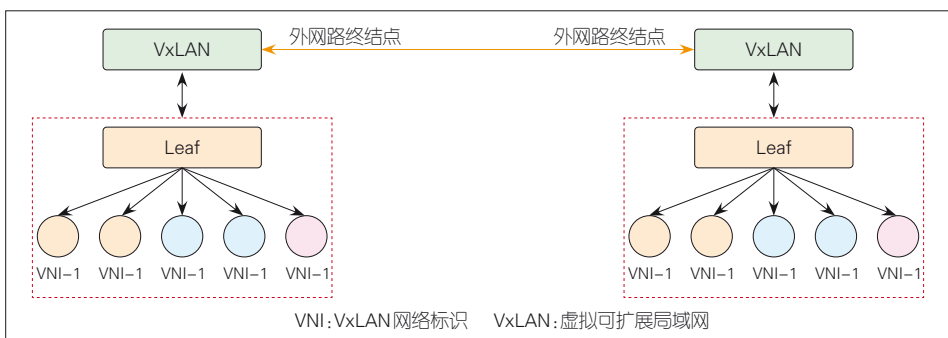 外网路终结点 外网路终结点
VxLAN VxLAN
Leaf Leaf
VNI-1 VNI-1 VNI-1 VNI-1 VNI-1 VNI-1 VNI-1 VNI-1 VNI-1 VNI-1
VNI:VxLAN网络标识 VxLAN:虚拟可扩展局域网